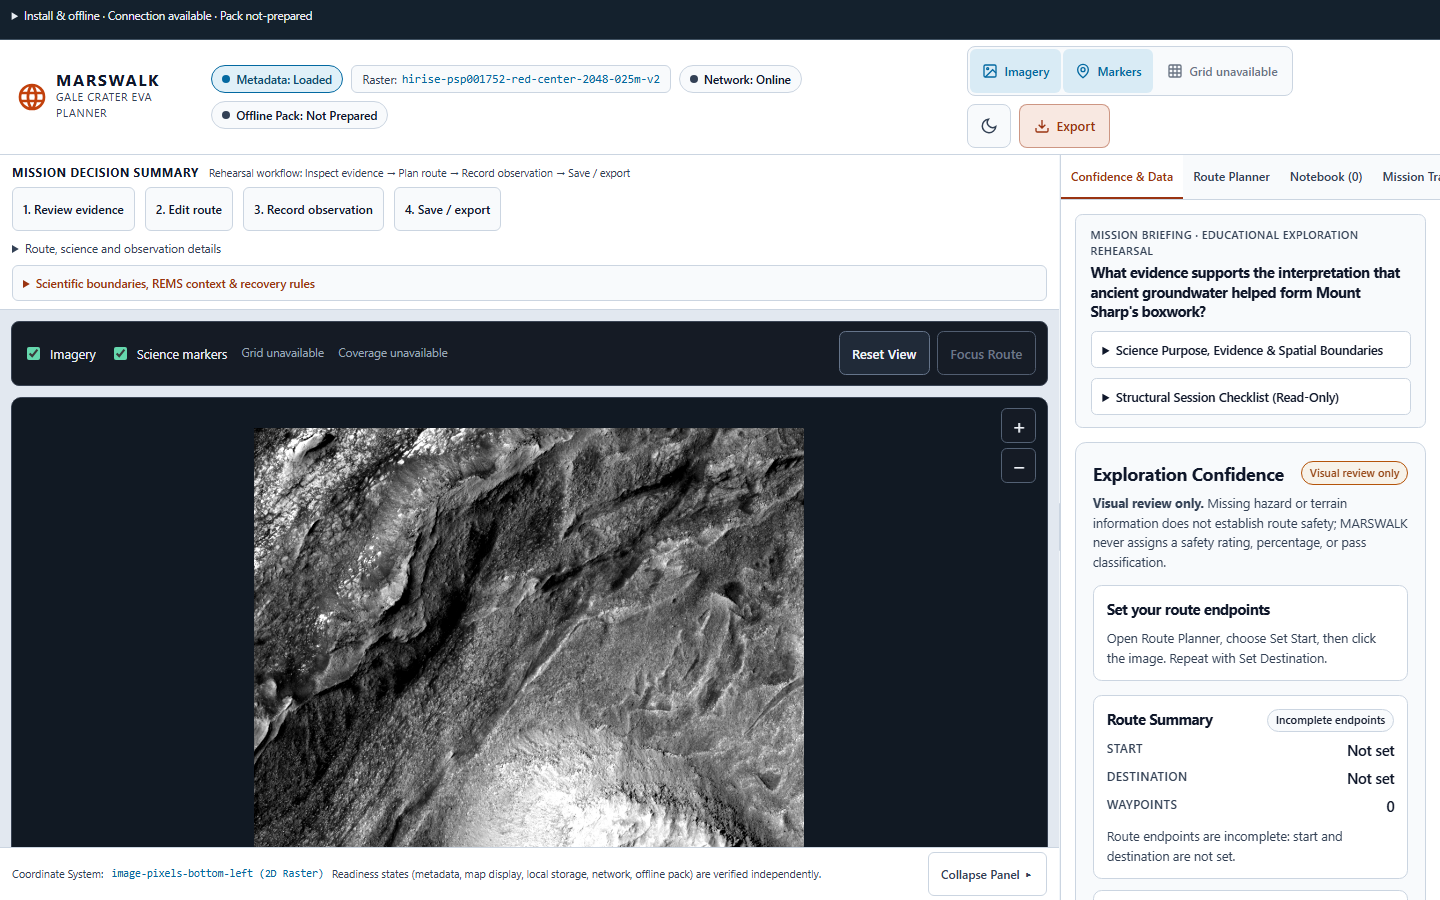 ▶ Install & offline · Connection available · Pack not-prepared
MARSWALK
GALE CRATER EVA
PLANNER
Metadata: Loaded
Raster: hirise-psp001752-red-center-2048-025m-v2
Network: Online
Offline Pack: Not Prepared
Imagery
Markers
Grid unavailable
Export
MISSION DECISION SUMMARY Rehearsal workflow: Inspect evidence → Plan route → Record observation → Save / export
1. Review evidence
2. Edit route
3. Record observation
4. Save / export
▶ Route, science and observation details
▶ Scientific boundaries, REMS context & recovery rules
Imagery
Science markers
Grid unavailable
Coverage unavailable
Reset View
Focus Route
+
−
Coordinate System: image-pixels-bottom-left (2D Raster) Readiness states (metadata, map display, local storage, network, offline pack) are verified independently.
Collapse Panel ▸
Confidence & Data
Route Planner
Notebook (0)
Mission Tra
MISSION BRIEFING · EDUCATIONAL EXPLORATION
REHEARSAL
What evidence supports the interpretation that
ancient groundwater helped form Mount
Sharp's boxwork?
▶ Science Purpose, Evidence & Spatial Boundaries
▶ Structural Session Checklist (Read-Only)
Exploration Confidence
Visual review only
Visual review only. Missing hazard or terrain
information does not establish route safety; MARSWALK
never assigns a safety rating, percentage, or pass
classification.
Set your route endpoints
Open Route Planner, choose Set Start, then click
the image. Repeat with Set Destination.
Route Summary
Incomplete endpoints
START Not set
DESTINATION Not set
WAYPOINTS 0
Route endpoints are incomplete: start and
destination are not set.